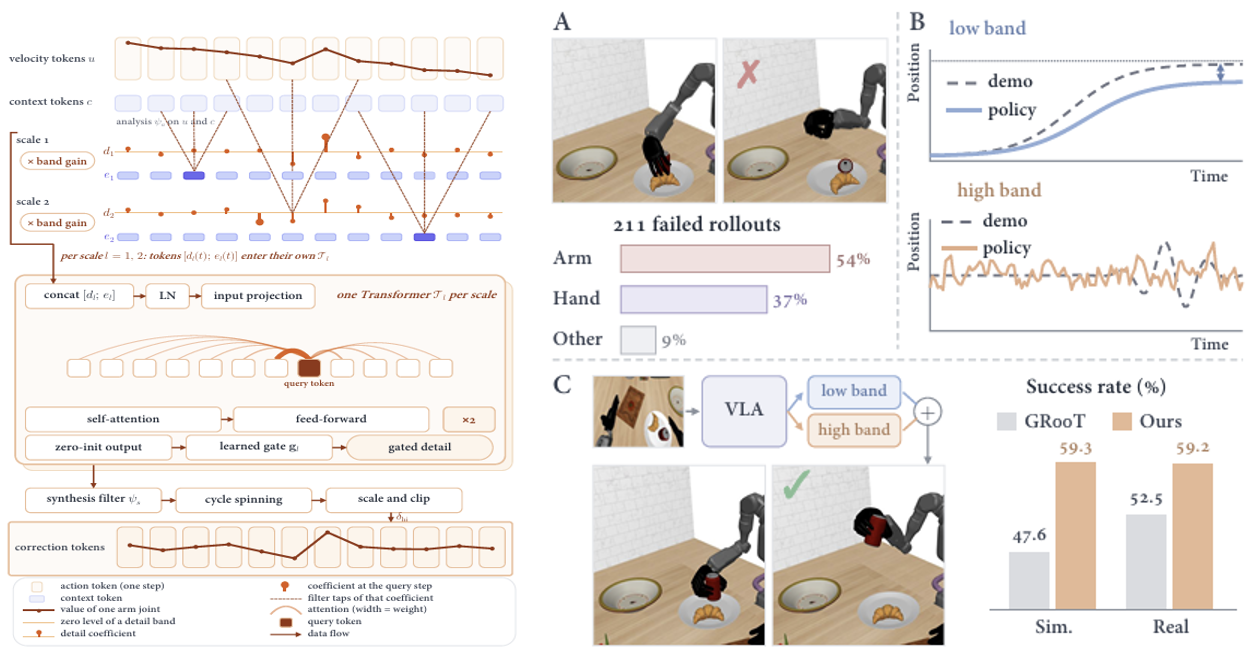 velocity tokens u
context tokens c
analysis ψₐ on u and c
scale 1
× band gain
d₁
e₁
scale 2
× band gain
d₂
e₂
per scale l = 1, 2: tokens [dₗ(t); eₗ(t)] enter their own 𝒯ₗ
concat [dₗ; eₗ]
LN
input projection
one Transformer 𝒯ₗ per scale
query token
self-attention
feed-forward
×2
zero-init output
learned gate gₗ
gated detail
synthesis filter ψₛ
cycle spinning
scale and clip
δₕᵢ
correction tokens
action token (one step)
context token
value of one arm joint
zero level of a detail band
detail coefficient
coefficient at the query step
filter taps of that coefficient
attention (width = weight)
query token
data flow
A
✗
211 failed rollouts
Arm
54%
Hand
37%
Other
9%
B
low band
Position
demo
policy
Time
high band
Position
demo
policy
Time
C
VLA
low band
high band
+
✓
Success rate (%)
GRooT
Ours
47.6
59.3
52.5
59.2
Sim.
Real